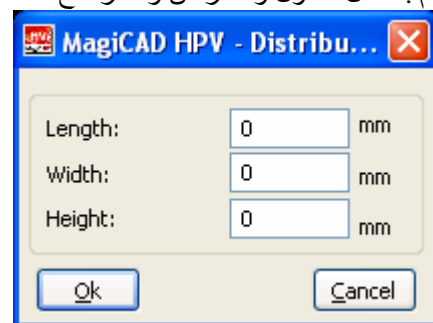 MagiCAD HPV - Distribu...
Length: 0 mm
Width: 0 mm
Height: 0 mm
Ok Cancel